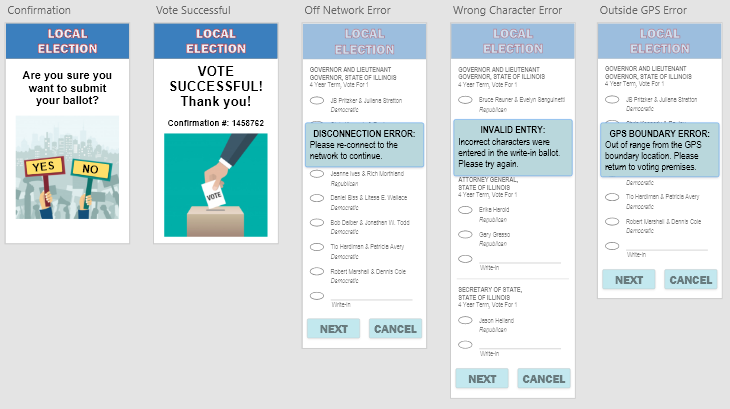 Confirmation
LOCAL
ELECTION
Are you sure you
want to submit
your ballot?
YES
NO
Vote Successful
LOCAL
ELECTION
VOTE
SUCCESSFUL!
Thank you!
Confirmation #: 1458762
VOTE
Off Network Error
LOCAL
ELECTION
GOVERNOR AND LIEUTENANT
GOVERNOR, STATE OF ILLINOIS
4 Year Term, Vote For 1
JB Pritzker & Juliana Stratton
Democratic
DISCONNECTION ERROR:
Please re-connect to the
network to continue.
Jeanne Ives & Rich Morthland
Republican
Daniel Biss & Litesa E. Wallace
Democratic
Bob Daiber & Jonathan W. Todd
Democratic
Tio Hardiman & Patricia Avery
Democratic
Robert Marshall & Dennis Cole
Democratic
Write-In
NEXT
CANCEL
Wrong Character Error
LOCAL
ELECTION
GOVERNOR AND LIEUTENANT
GOVERNOR, STATE OF ILLINOIS
4 Year Term, Vote For 1
Bruce Rauner & Evelyn Sanguinetti
Republican
INVALID ENTRY:
Incorrect characters were
entered in the write-in ballot.
Please try again.
ATTORNEY GENERAL,
STATE OF ILLINOIS
4 Year Term, Vote For 1
Erika Harold
Republican
Gary Grasso
Republican
Write-In
SECRETARY OF STATE,
STATE OF ILLINOIS
4 Year Term, Vote For 1
Jason Helland
Republican
Write-In
NEXT
CANCEL
Outside GPS Error
LOCAL
ELECTION
GOVERNOR AND LIEUTENANT
GOVERNOR, STATE OF ILLINOIS
4 Year Term, Vote For 1
JB Pritzker & Juliana Stratton
Democratic
GPS BOUNDARY ERROR:
Out of range from the GPS
boundary location. Please
return to voting premises.
Democratic
Tio Hardiman & Patricia Avery
Democratic
Robert Marshall & Dennis Cole
Democratic
Write-In
NEXT
CANCEL